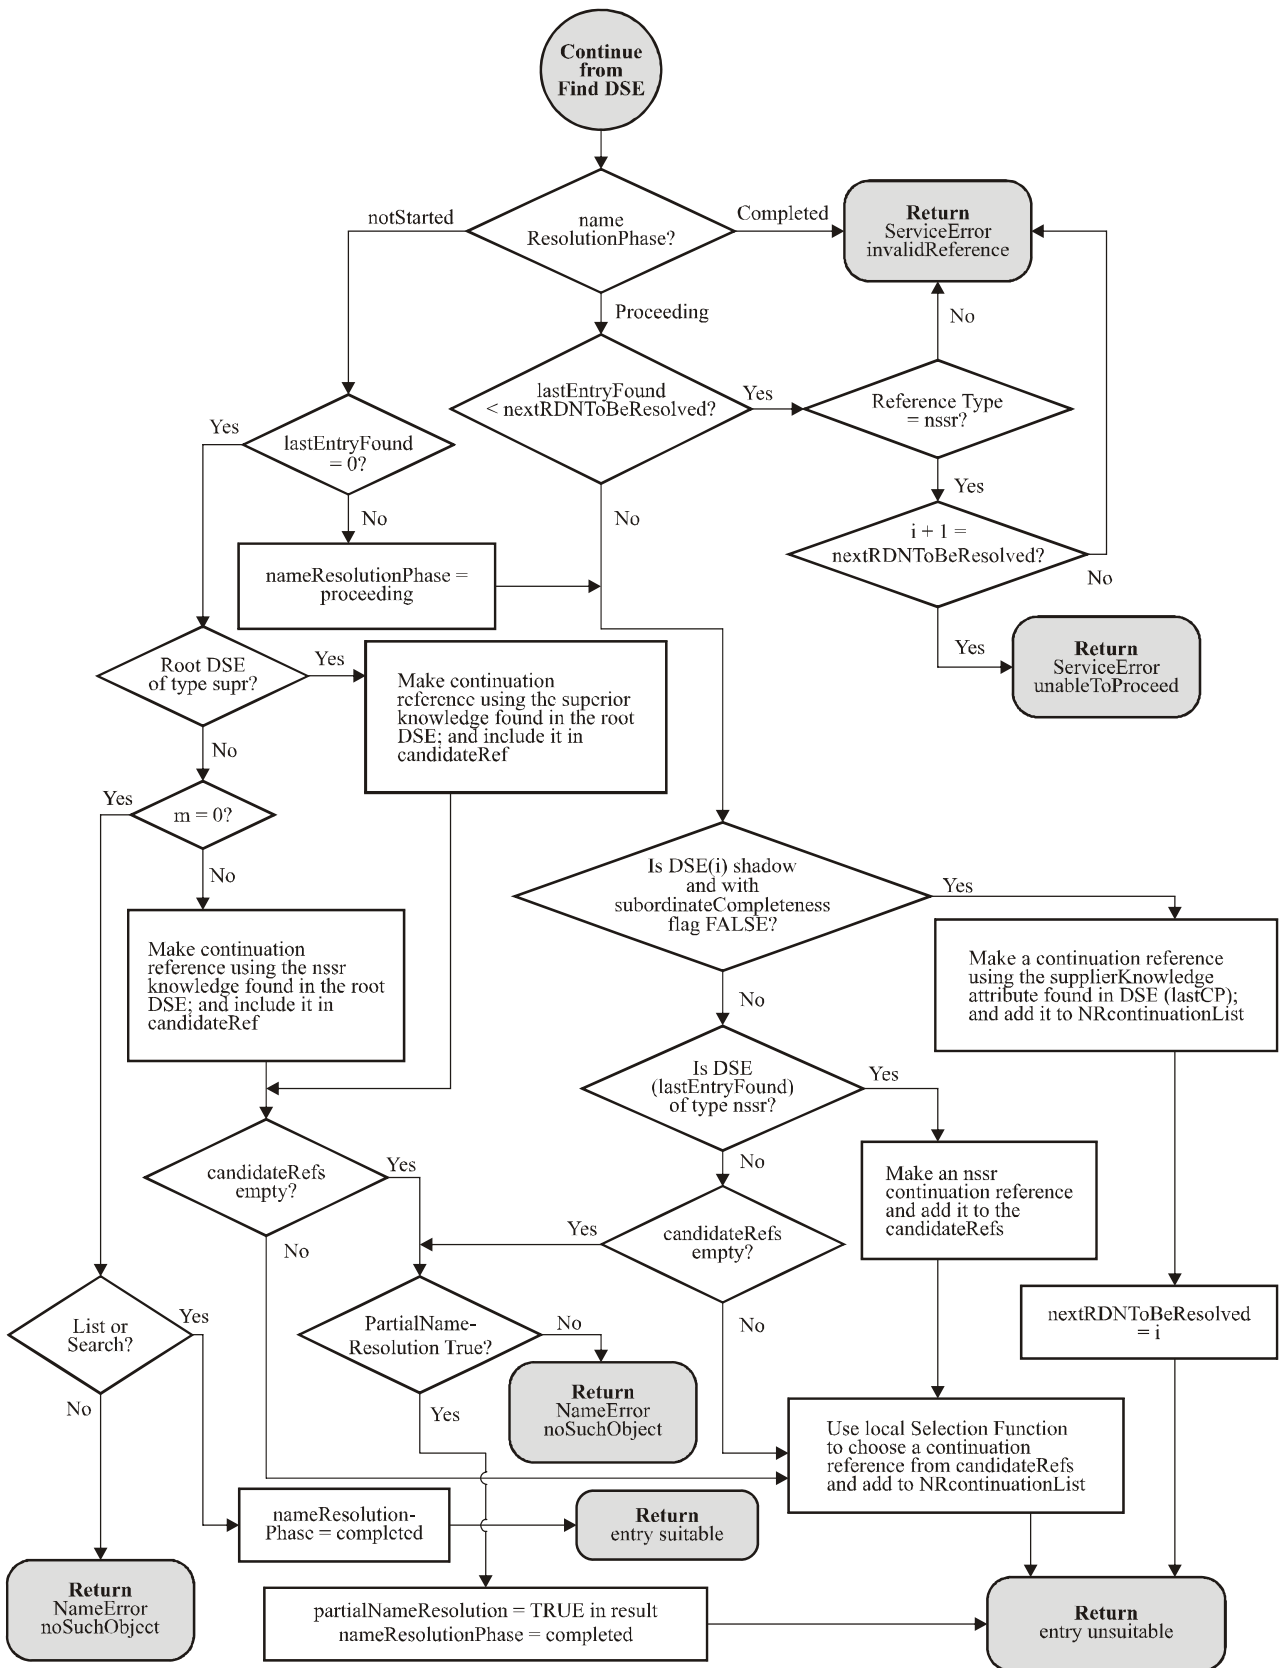 Continue
from
Find DSE
notStarted
name
ResolutionPhase?
Completed
Return
ServiceError
invalidReference
Proceeding
No
lastEntryFound
< nextRDNToBeResolved?
Yes
Reference Type
= nssr?
Yes
lastEntryFound
= 0?
No
No
Yes
i + 1 =
nextRDNToBeResolved?
No
nameResolutionPhase =
proceeding
Yes
Return
ServiceError
unableToProceed
Root DSE
of type supr?
Yes
Make continuation
reference using the superior
knowledge found in the root
DSE; and include it in
candidateRef
No
Yes
m = 0?
No
Is DSE(i) shadow
and with
subordinateCompleteness
flag FALSE?
Yes
Make continuation
reference using the nssr
knowledge found in the root
DSE; and include it in
candidateRef
Make a continuation reference
using the supplierKnowledge
attribute found in DSE (lastCP);
and add it to NRcontinuationList
No
Is DSE
(lastEntryFound)
of type nssr?
Yes
candidateRefs
empty?
Yes
No
Make an nssr
continuation reference
and add it to the
candidateRefs
Yes
candidateRefs
empty?
No
List or
Search?
Yes
PartialName-
Resolution True?
No
No
nextRDNToBeResolved
= i
Return
NameError
noSuchObject
No
Yes
Use local Selection Function
to choose a continuation
reference from candidateRefs
and add to NRcontinuationList
nameResolution-
Phase = completed
Return
entry suitable
Return
NameError
noSuchObject
partialNameResolution = TRUE in result
nameResolutionPhase = completed
Return
entry unsuitable